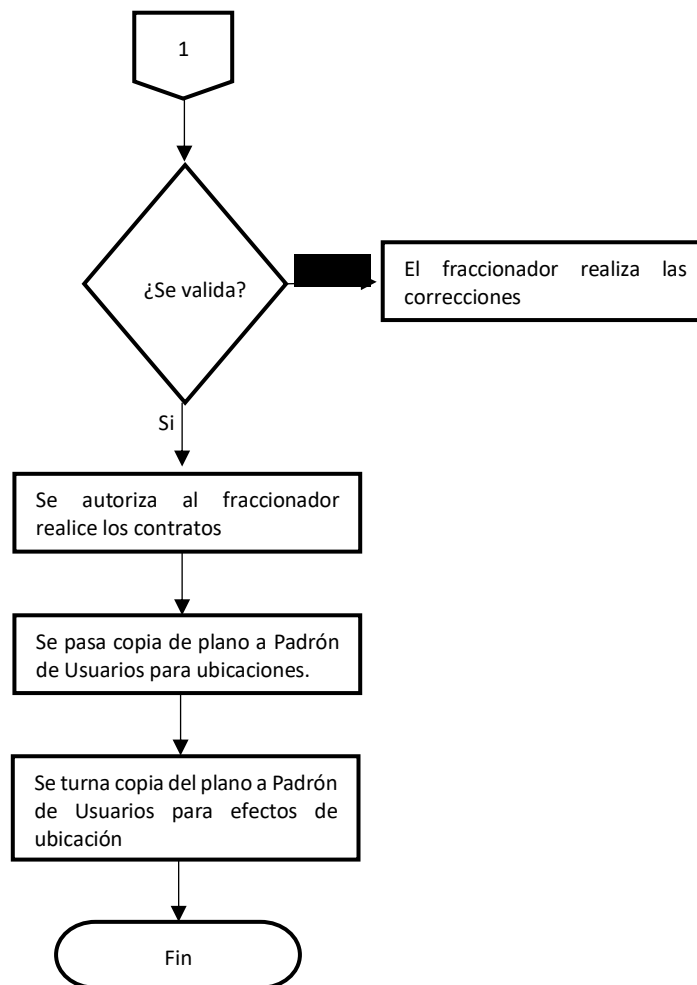 1
¿Se valida?
El fraccionador realiza las
correcciones
Si
Se autoriza al fraccionador
realice los contratos
Se pasa copia de plano a Padrón
de Usuarios para ubicaciones.
Se turna copia del plano a Padrón
de Usuarios para efectos de
ubicación
Fin